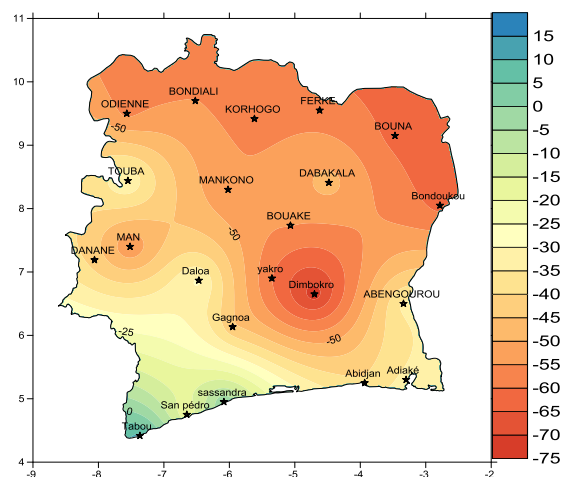 11
10
9
8
7
6
5
4
-9
-8
-7
-6
-5
-4
-3
-2
ODIENNE
BONDIALI
KORHOGO
FERKE
BOUNA
-50
TOUBA
MANKONO
DABAKALA
Bondoukou
BOUAKE
-50
MAN
DANANE
Daloa
yakro
Dimbokro
ABENGOUROU
Gagnoa
-25
-50
Abidjan
Adiaké
sassandra
San pédro
0
Tabou
15
10
5
0
-5
-10
-15
-20
-25
-30
-35
-40
-45
-50
-55
-60
-65
-70
-75